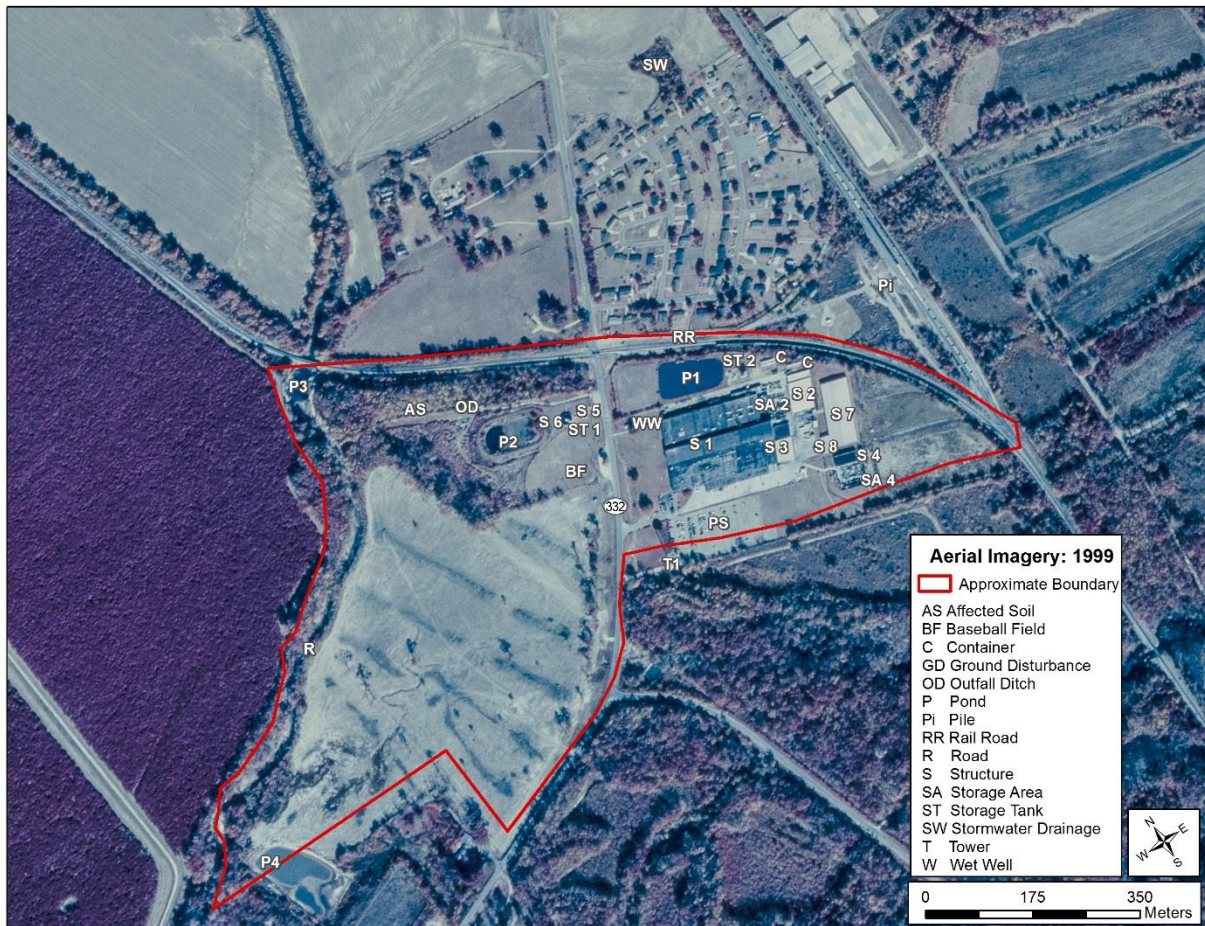 SW
Pi
RR
P3
ST 2
C
C
P1
S 2
AS
OD
S 5
SA 2
S 7
S 6
ST 1
WW
P2
S 1
S 3
S 8
S 4
BF
SA 4
332
PS
T1
R
P4
Aerial Imagery: 1999
Approximate Boundary
AS Affected Soil
BF Baseball Field
C Container
GD Ground Disturbance
OD Outfall Ditch
P Pond
Pi Pile
RR Rail Road
R Road
S Structure
SA Storage Area
ST Storage Tank
SW Stormwater Drainage
T Tower
W Wet Well
N
E
W
S
0 175 350
Meters